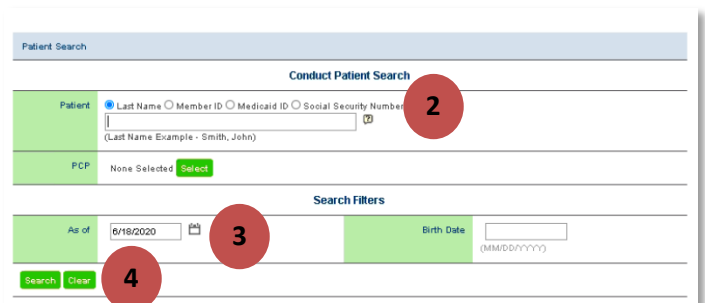 Patient Search
Conduct Patient Search
Patient Last Name Member ID Medicaid ID Social Security Number 2
(Last Name Example - Smith, John)
PCP None Selected Select
Search Filters
As of 6/18/2020 3 Birth Date
(MM/DD/YYYY)
Search Clear 4